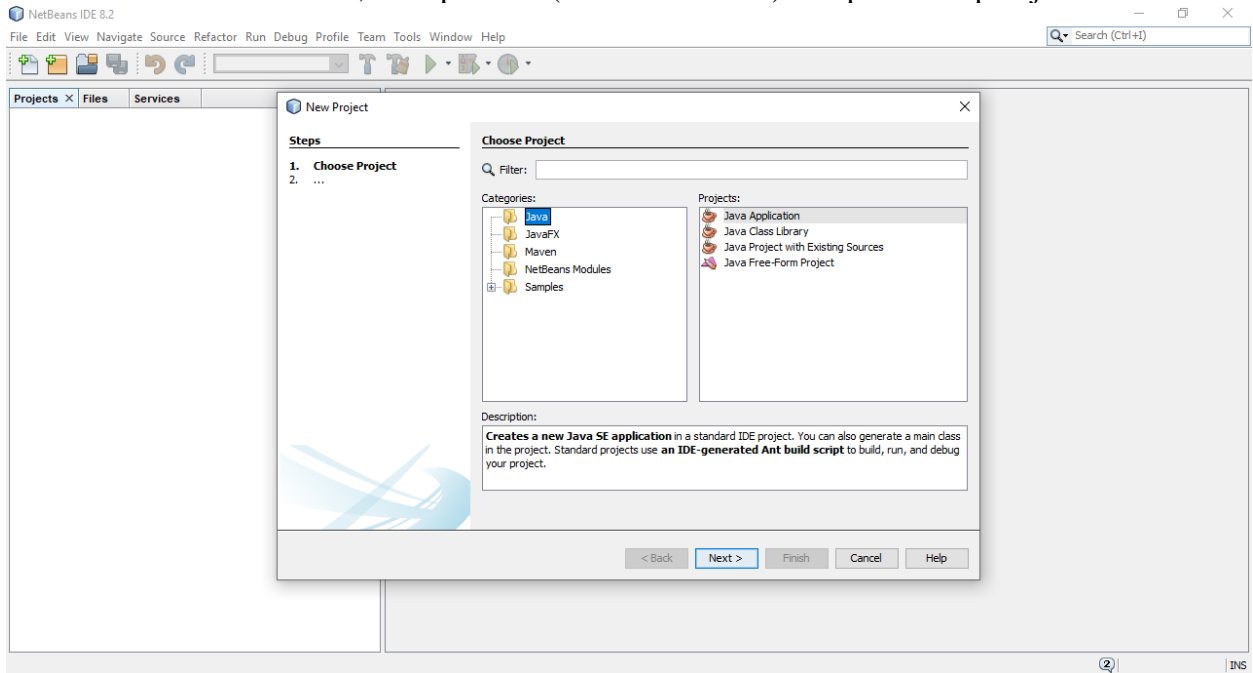 NetBeans IDE 8.2
File Edit View Navigate Source Refactor Run Debug Profile Team Tools Window Help
Search (Ctrl+I)
Projects Files Services
New Project
Steps
1. Choose Project
2. ...
Choose Project
Filter:
Categories:
Java
JavaFX
Maven
NetBeans Modules
Samples
Projects:
Java Application
Java Class Library
Java Project with Existing Sources
Java Free-Form Project
Description:
Creates a new Java SE application in a standard IDE project. You can also generate a main class
in the project. Standard projects use an IDE-generated Ant build script to build, run, and debug
your project.
< Back Next > Finish Cancel Help
2 INS